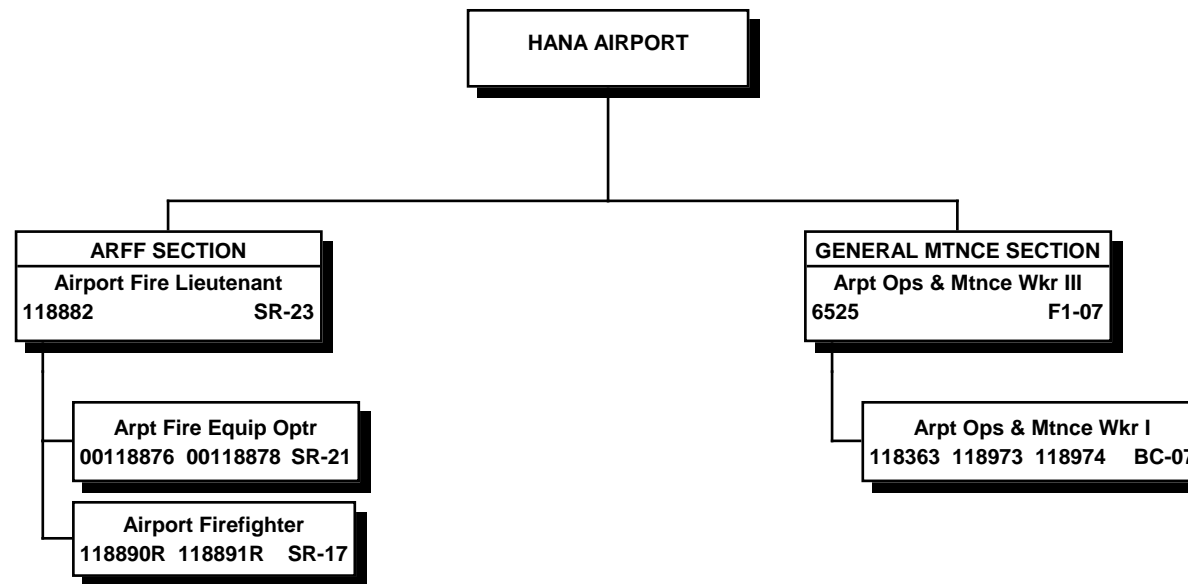 HANA AIRPORT
ARFF SECTION
Airport Fire Lieutenant
118882 SR-23
Arpt Fire Equip Optr
00118876 00118878 SR-21
Airport Firefighter
118890R 118891R SR-17
GENERAL MTNCE SECTION
Arpt Ops & Mtnce Wkr III
6525 F1-07
Arpt Ops & Mtnce Wkr I
118363 118973 118974 BC-07